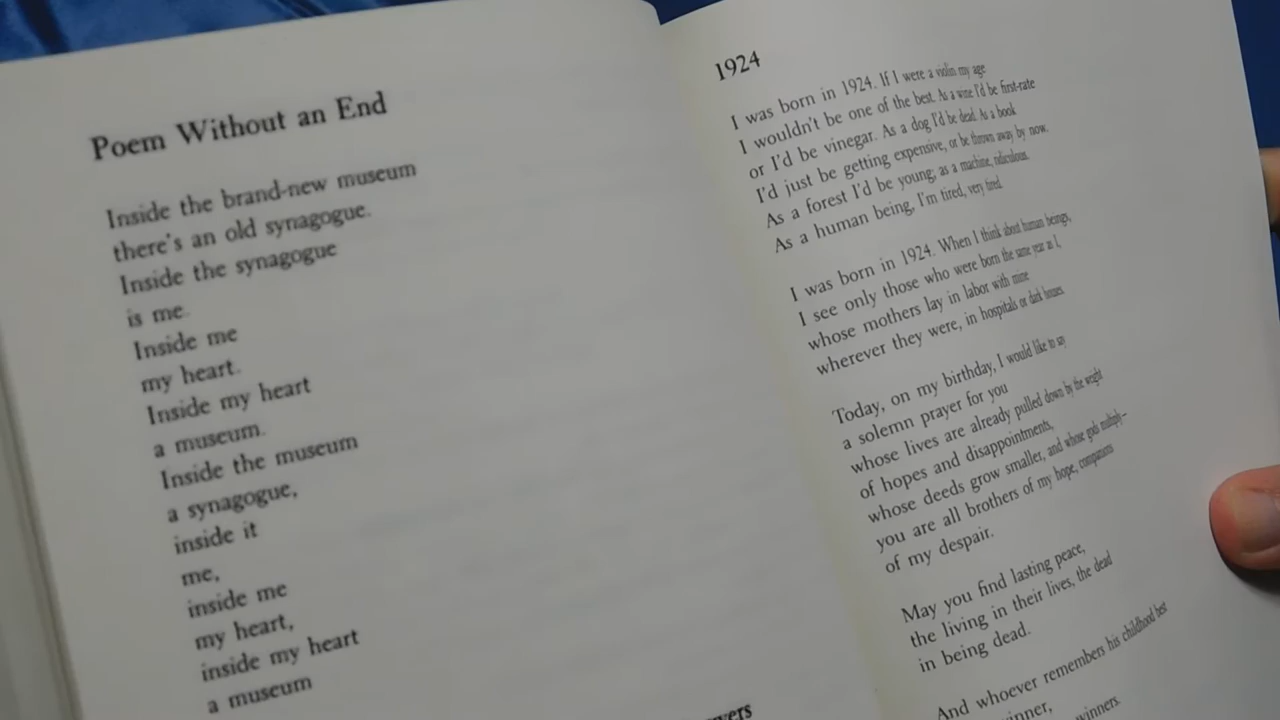 Poem Without an End
Inside the brand-new museum
there's an old synagogue.
Inside the synagogue
is me.
Inside me
my heart.
Inside my heart
a museum.
Inside the museum
a synagogue,
inside it
me,
inside me
my heart,
inside my heart
a museum
1924
I was born in 1924. If I were a violin my age
I wouldn't be one of the best. As a wine I'd be first-rate
or I'd be vinegar. As a dog I'd be dead. As a book
I'd just be getting expensive, or be thrown away by now.
As a forest I'd be young; as a machine, ridiculous.
As a human being, I'm tired, very tired.
I was born in 1924. When I think about human beings,
I see only those who were born the same year as I,
whose mothers lay in labor with mine
wherever they were, in hospitals or dark houses.
Today, on my birthday, I would like to say
a solemn prayer for you
whose lives are already pulled down by the weight
of hopes and disappointments,
whose deeds grow smaller, and whose gods multiply—
you are all brothers of my hope, companions
of my despair.
May you find lasting peace,
the living in their lives, the dead
in being dead.
And whoever remembers his childhood best
winner,
winners.